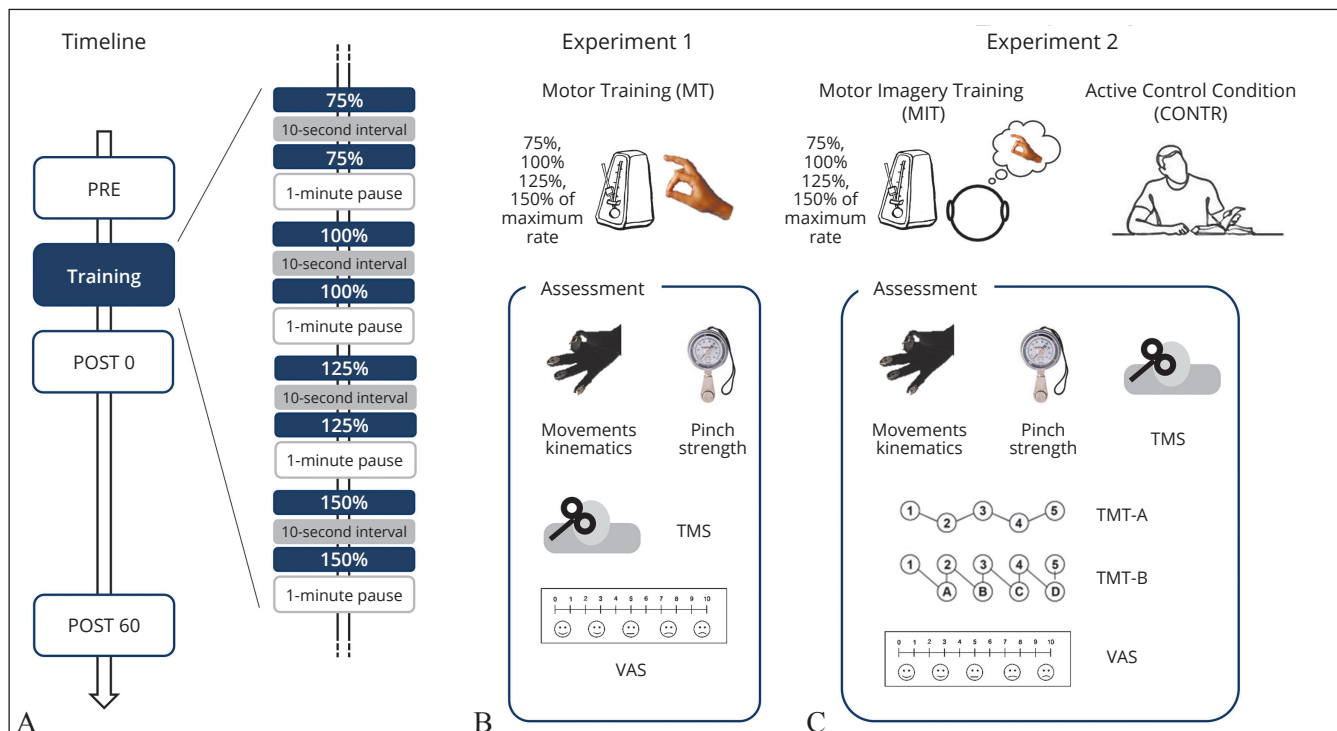 Timeline
PRE
Training
POST 0
POST 60
75%
10-second interval
75%
1-minute pause
100%
10-second interval
100%
1-minute pause
125%
10-second interval
125%
1-minute pause
150%
10-second interval
150%
1-minute pause
A
Experiment 1
Motor Training (MT)
75%,
100%
125%,
150% of
maximum
rate
Assessment
Movements
kinematics
Pinch
strength
TMS
0 1 2 3 4 5 6 7 8 9 10
VAS
B
Experiment 2
Motor Imagery Training
(MIT)
75%,
100%
125%,
150% of
maximum
rate
Active Control Condition
(CONTR)
Assessment
Movements
kinematics
Pinch
strength
TMS
1 2 3 4 5
TMT-A
1 2 3 4 5
A B C D
TMT-B
0 1 2 3 4 5 6 7 8 9 10
VAS
C